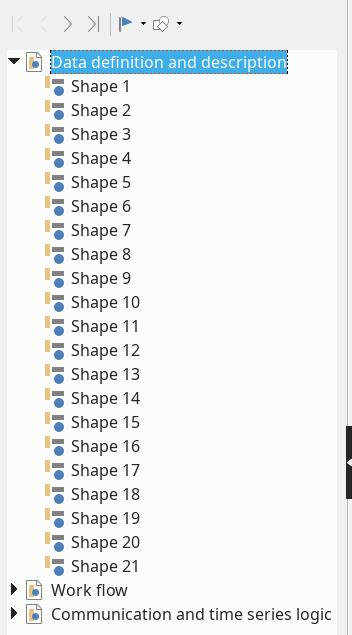 Data definition and description
Shape 1
Shape 2
Shape 3
Shape 4
Shape 5
Shape 6
Shape 7
Shape 8
Shape 9
Shape 10
Shape 11
Shape 12
Shape 13
Shape 14
Shape 15
Shape 16
Shape 17
Shape 18
Shape 19
Shape 20
Shape 21
Work flow
Communication and time series logic